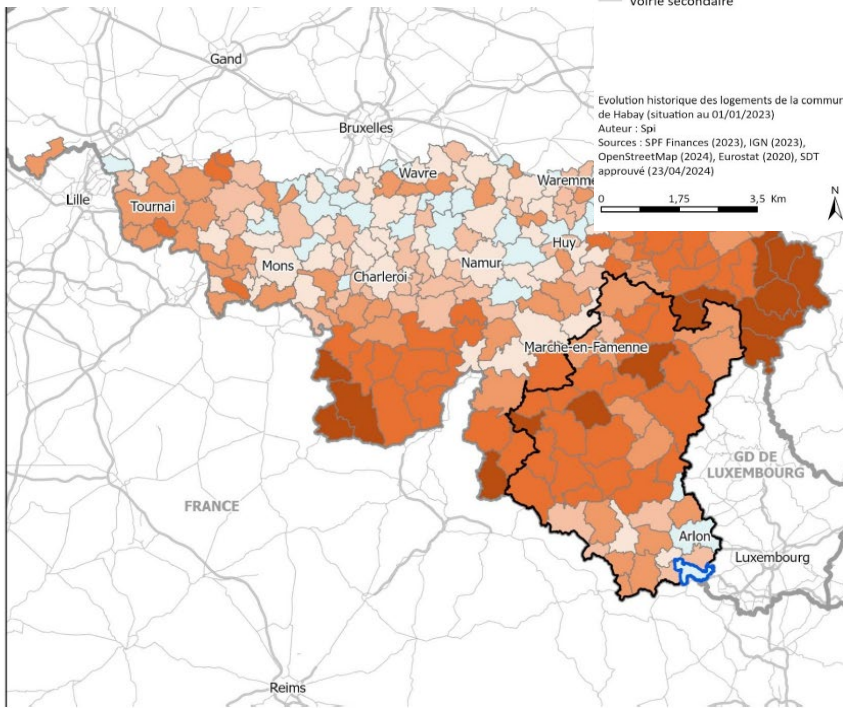 Voirie secondaire
Evolution historique des logements de la commun
de Habay (situation au 01/01/2023)
Auteur : Spi
Sources : SPF Finances (2023), IGN (2023),
OpenStreetMap (2024), Eurostat (2020), SDT
approuvé (23/04/2024)
0 1,75 3,5 Km
N
Gand
Bruxelles
Lille
Tournai
Wavre
Waremme
Huy
Mons
Charleroi
Namur
Marche-en-Famenne
GD DE
LUXEMBOURG
FRANCE
Arlon
Luxembourg
Reims